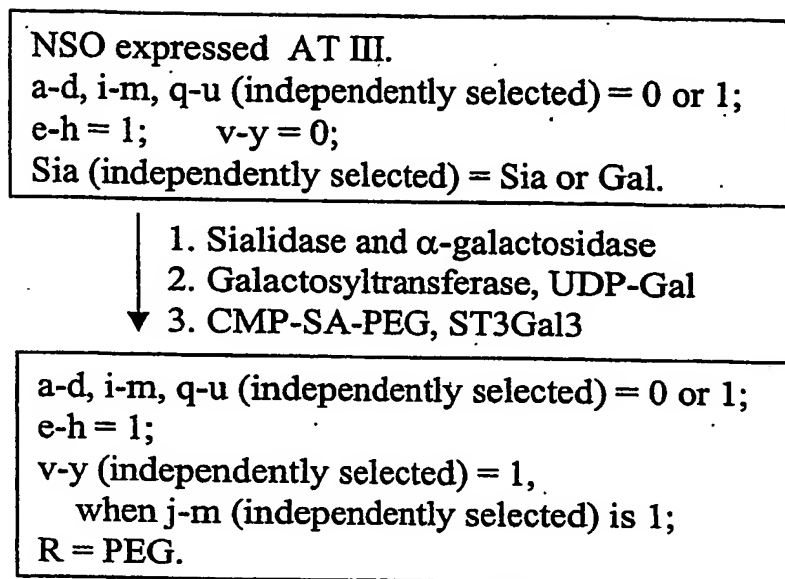 NSO expressed AT III.
a-d, i-m, q-u (independently selected) = 0 or 1;
e-h = 1; v-y = 0;
Sia (independently selected) = Sia or Gal.
1. Sialidase and α-galactosidase
2. Galactosyltransferase, UDP-Gal
3. CMP-SA-PEG, ST3Gal3
a-d, i-m, q-u (independently selected) = 0 or 1;
e-h = 1;
v-y (independently selected) = 1,
when j-m (independently selected) is 1;
R = PEG.